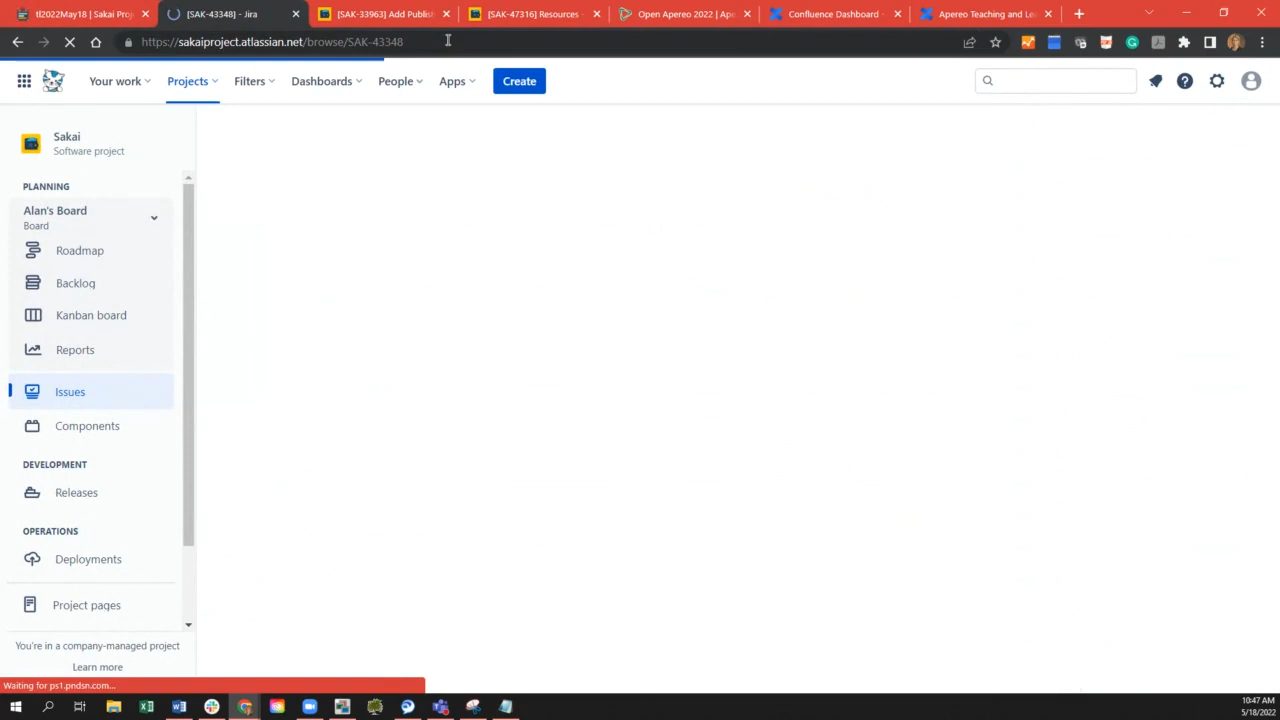 tl2022May18 | Sakai Proj
[SAK-43348] - Jira
[SAK-33963] Add Publish
[SAK-47316] Resources -
Open Apereo 2022 | Ape
Confluence Dashboard -
Apereo Teaching and Le
https://sakaiproject.atlassian.net/browse/SAK-43348
Your work
Projects
Filters
Dashboards
People
Apps
Create
Sakai
Software project
PLANNING
Alan's Board
Board
Roadmap
Backlog
Kanban board
Reports
Issues
Components
DEVELOPMENT
Releases
OPERATIONS
Deployments
Project pages
You're in a company-managed project
Learn more
Waiting for ps1.pndsn.com...
10:47 AM
5/18/2022